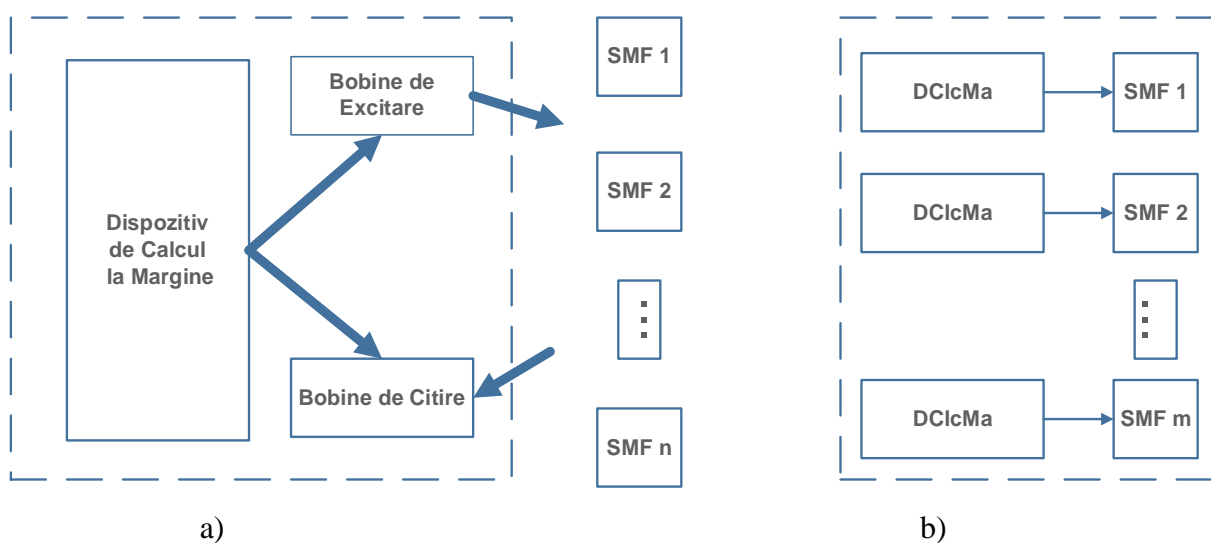 Dispozitiv
de Calcul
la Margine
Bobine de
Excitare
Bobine de Citire
SMF 1
SMF 2
SMF n
a)
DClcMa
SMF 1
DClcMa
SMF 2
DClcMa
SMF m
b)